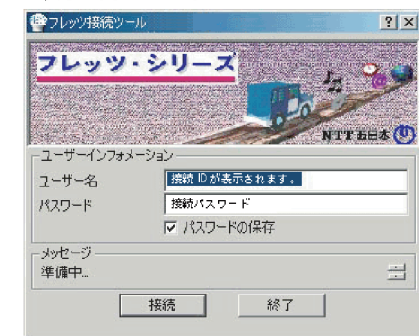 フレッツ接続ツール
フレッツ・シリーズ
NTT西日本
ユーザーインフォメーション
ユーザー名 接続IDが表示されます。
パスワード 接続パスワード
パスワードの保存
メッセージ
準備中...
接続 終了